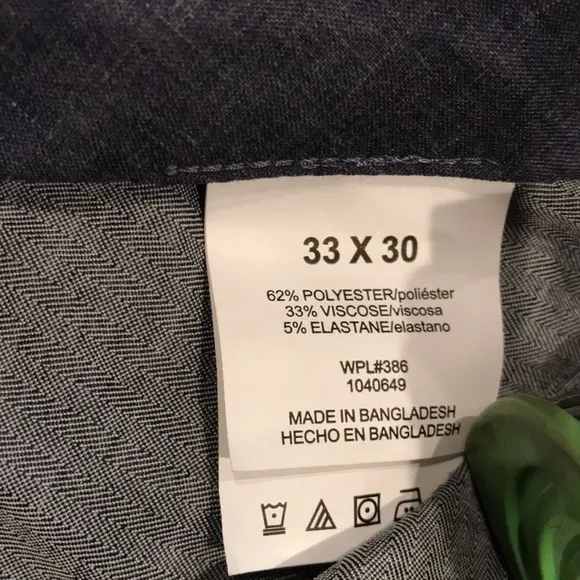 33 X 30
62% POLYESTER/poliéster
33% VISCOSE/viscosa
5% ELASTANE/elastano
WPL#386
1040649
MADE IN BANGLADESH
HECHO EN BANGLADESH